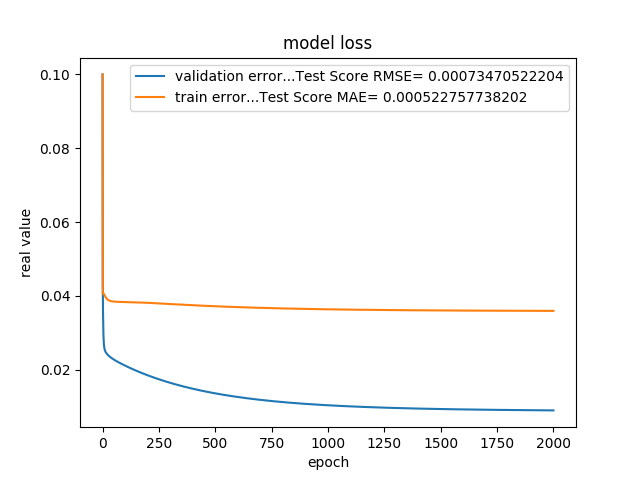 model loss
validation error...Test Score RMSE= 0.00073470522204
train error...Test Score MAE= 0.000522757738202
0.10
0.08
0.06
0.04
0.02
real value
0 250 500 750 1000 1250 1500 1750 2000
epoch